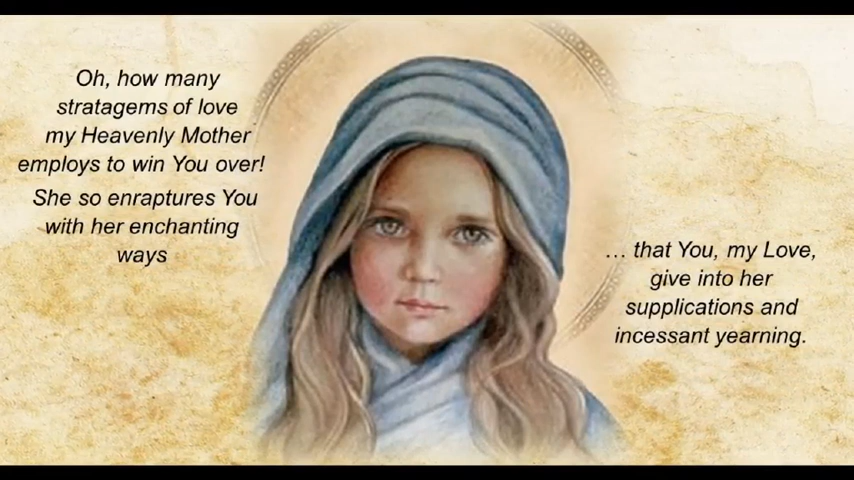 Oh, how many
stratagems of love
my Heavenly Mother
employs to win You over!
She so enraptures You
with her enchanting
ways
… that You, my Love,
give into her
supplications and
incessant yearning.